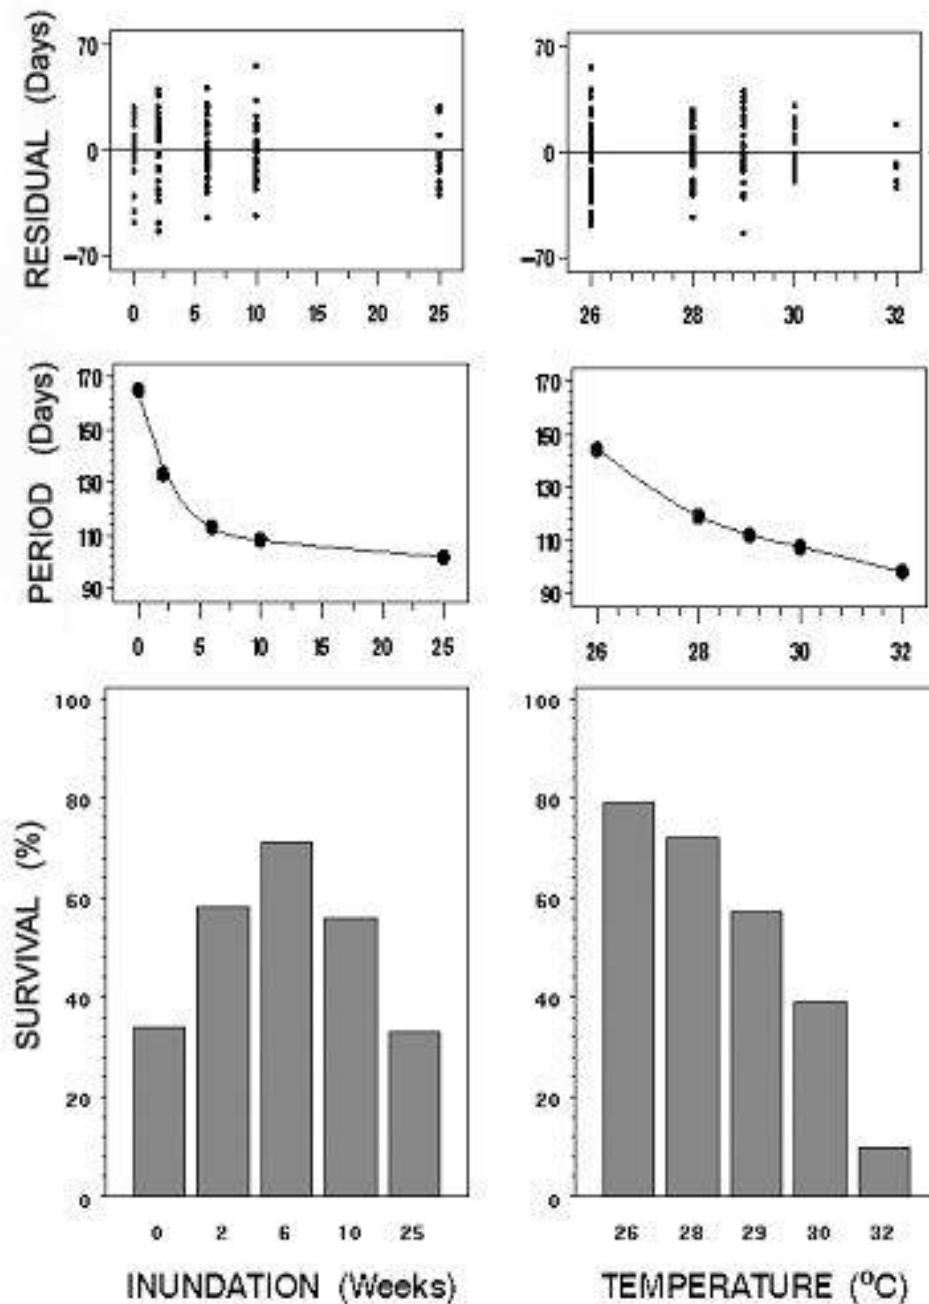 RESIDUAL (Days)
70
0
−70
0 5 10 15 20 25
70
0
−70
26 28 30 32
PERIOD (Days)
170
150
130
110
90
0 5 10 15 20 25
170
150
130
110
90
26 28 30 32
SURVIVAL (%)
100
80
60
40
20
0
0 2 6 10 25
INUNDATION (Weeks)
100
80
60
40
20
0
26 28 29 30 32
TEMPERATURE (°C)